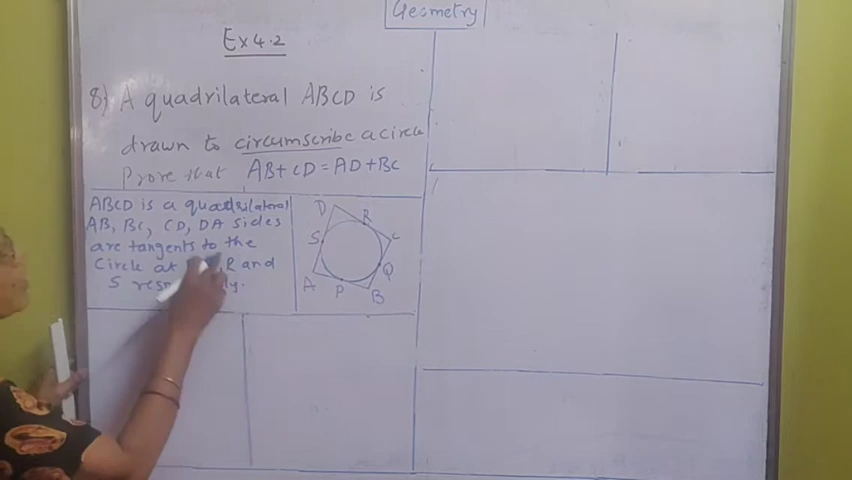 Geometry
Ex 4.2
8) A quadrilateral ABCD is
drawn to circumscribe a circle
Prove that AB + CD = AD + BC
ABCD is a quadrilateral
AB, BC, CD, DA sides
are tangents to the
Circle at R and
S
D
R
C
S
Q
A
P
B